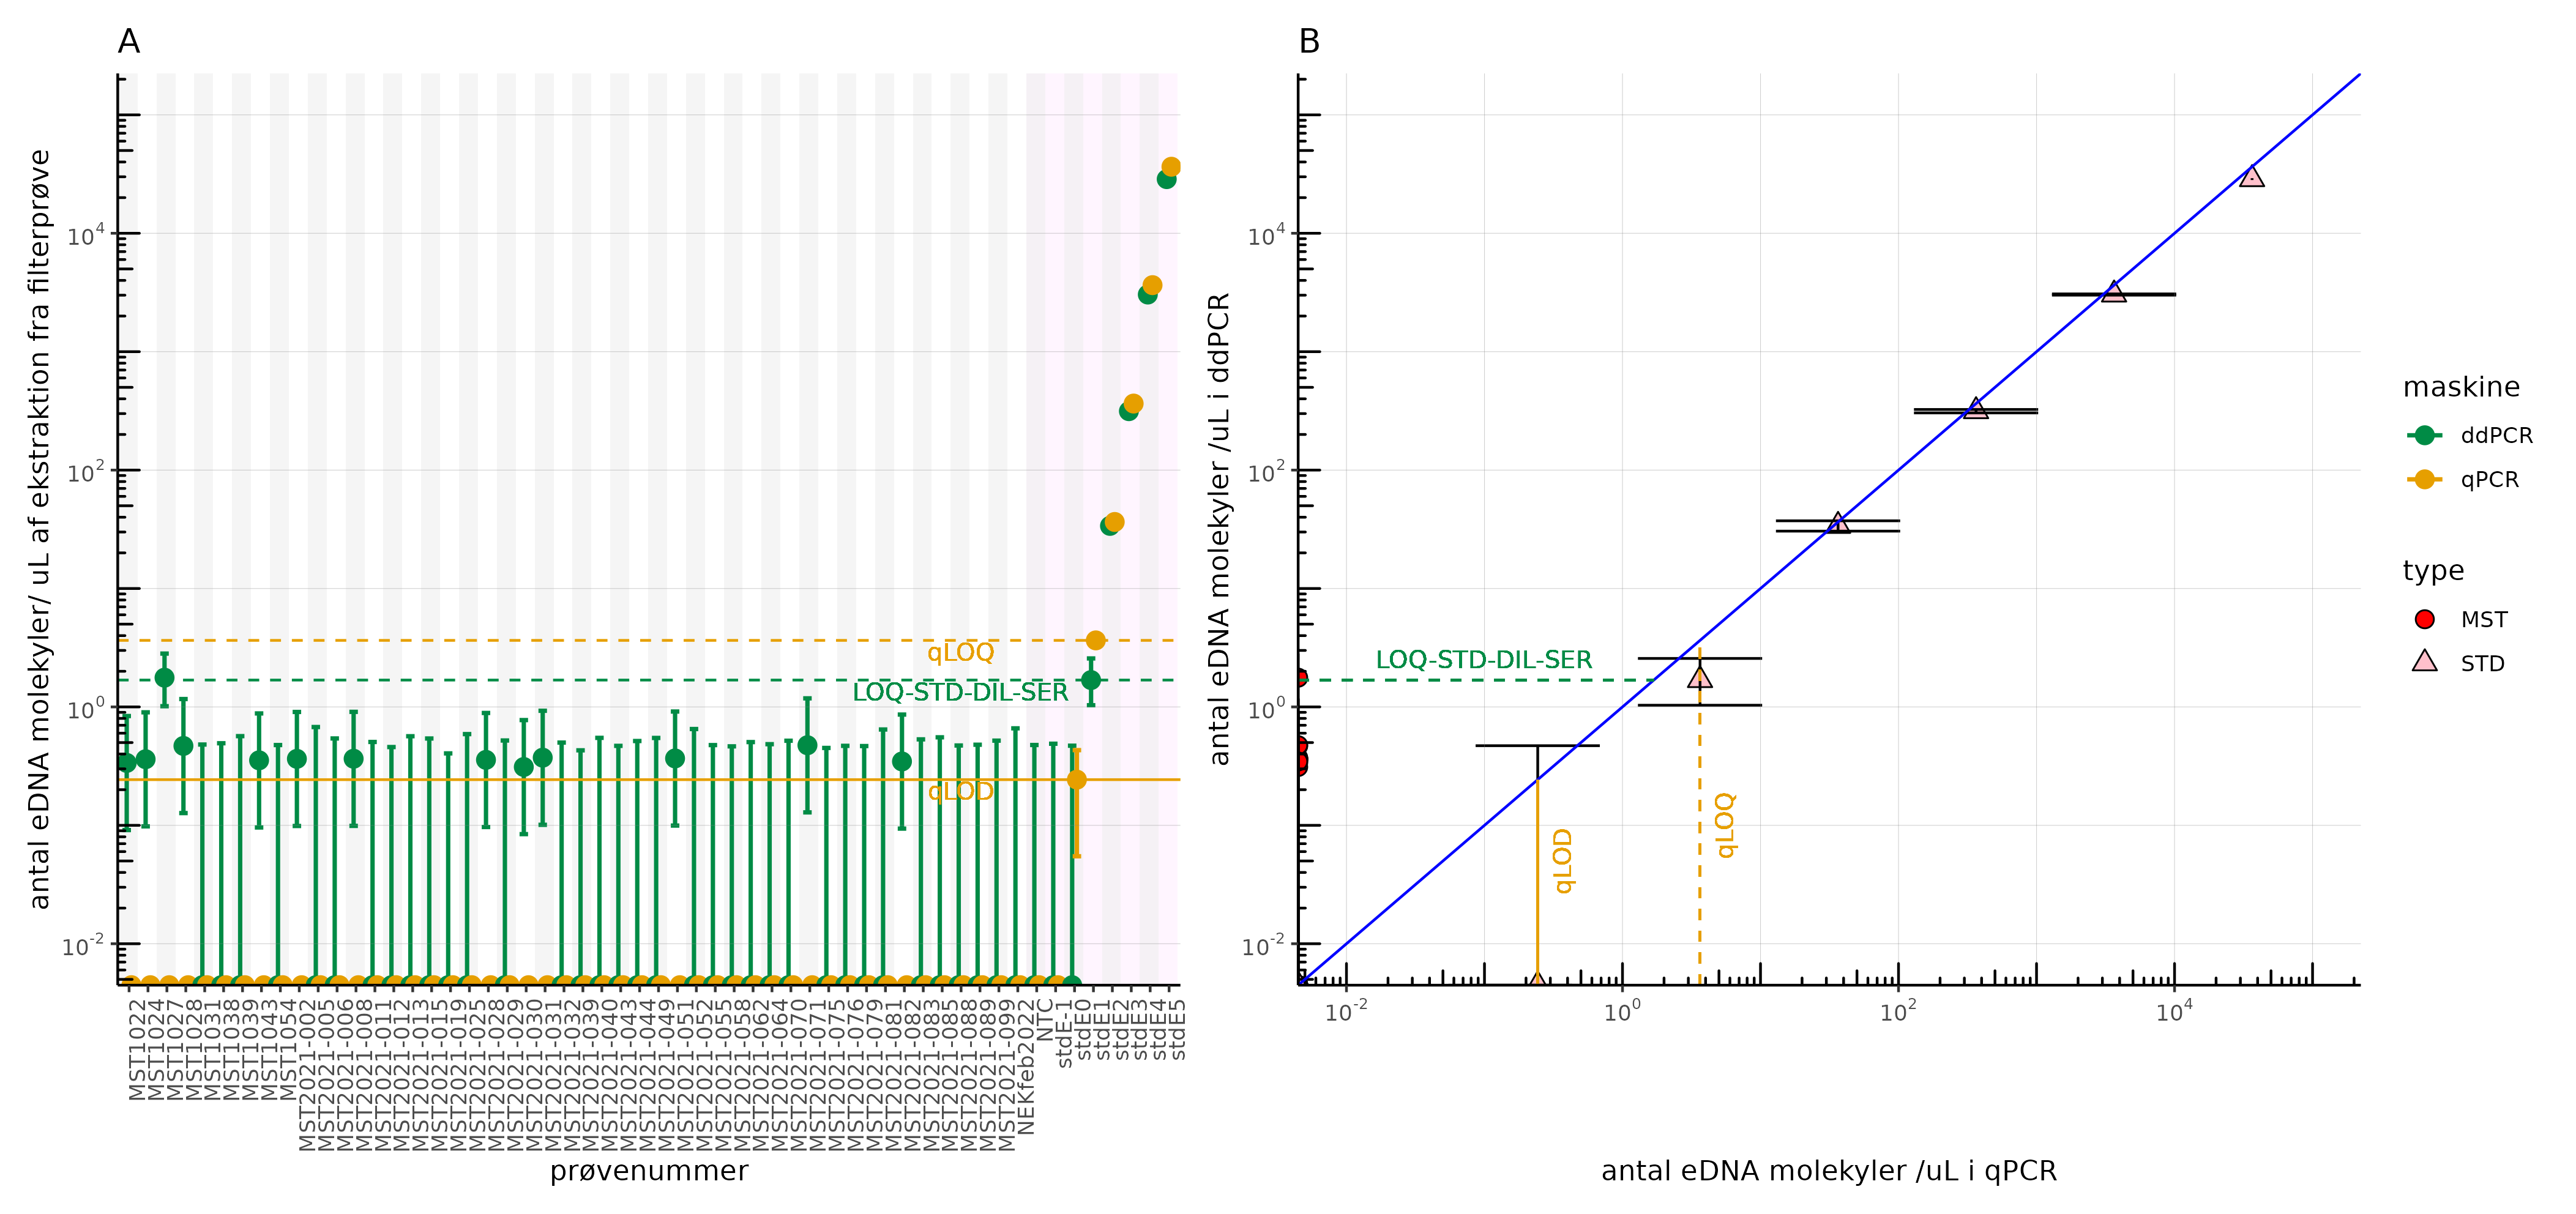 A
antal eDNA molekyler/ uL af ekstraktion fra filterprøve
10^4
10^2
10^0
10^-2
qLOQ
LOQ-STD-DIL-SER
qLOD
MST1022
MST1024
MST1027
MST1028
MST1031
MST1038
MST1039
MST1043
MST1054
MST2021-002
MST2021-005
MST2021-006
MST2021-008
MST2021-011
MST2021-012
MST2021-013
MST2021-015
MST2021-019
MST2021-025
MST2021-028
MST2021-029
MST2021-030
MST2021-031
MST2021-032
MST2021-039
MST2021-040
MST2021-043
MST2021-044
MST2021-049
MST2021-051
MST2021-052
MST2021-055
MST2021-058
MST2021-062
MST2021-064
MST2021-070
MST2021-071
MST2021-075
MST2021-076
MST2021-079
MST2021-081
MST2021-082
MST2021-083
MST2021-085
MST2021-088
MST2021-089
MST2021-099
NEKfeb2022
NTC
stdE-1
stdE0
stdE1
stdE2
stdE3
stdE4
stdE5
prøvenummer
B
antal eDNA molekyler /uL i ddPCR
10^4
10^2
10^0
10^-2
LOQ-STD-DIL-SER
qLOD
qLOQ
10^-2
10^0
10^2
10^4
antal eDNA molekyler /uL i qPCR
maskine
ddPCR
qPCR
type
MST
STD